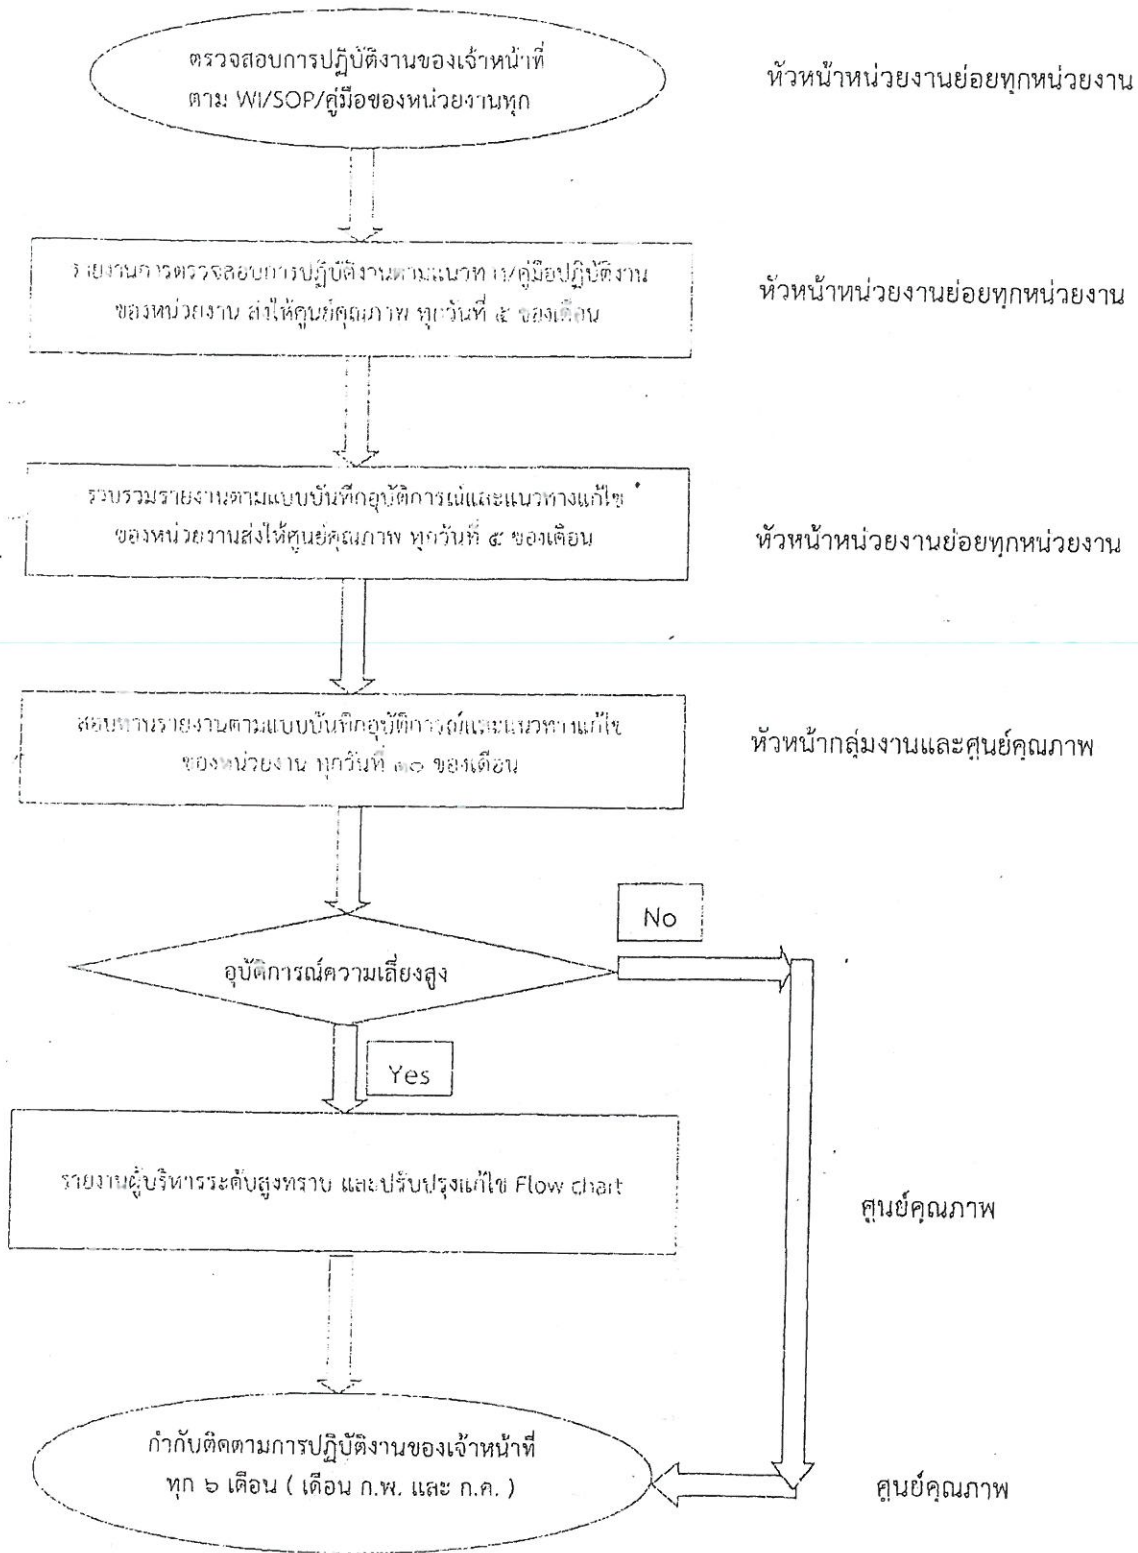 ตรวจสอบการปฏิบัติงานของเจ้าหน้าที่
ตาม WI/SOP/คู่มือของหน่วยงานทุก
หัวหน้าหน่วยงานย่อยทุกหน่วยงาน
รายงานการตรวจสอบการปฏิบัติงานตามแนวทาง/คู่มือปฏิบัติงาน
ของหน่วยงาน ส่งให้ศูนย์คุณภาพ ทุกวันที่ ๕ ของเดือน
หัวหน้าหน่วยงานย่อยทุกหน่วยงาน
รวบรวมรายงานตามแบบบันทึกอุบัติการณ์และแนวทางแก้ไข
ของหน่วยงานส่งให้ศูนย์คุณภาพ ทุกวันที่ ๕ ของเดือน
หัวหน้าหน่วยงานย่อยทุกหน่วยงาน
สอบทานรายงานตามแบบบันทึกอุบัติการณ์และแนวทางแก้ไข
ของหน่วยงาน ทุกวันที่ ๑๐ ของเดือน
หัวหน้ากลุ่มงานและศูนย์คุณภาพ
No
อุบัติการณ์ความเสี่ยงสูง
Yes
รายงานผู้บริหารระดับสูงทราบ และปรับปรุงแก้ไข Flow chart
ศูนย์คุณภาพ
กำกับติดตามการปฏิบัติงานของเจ้าหน้าที่
ทุก ๖ เดือน ( เดือน ก.พ. และ ก.ค. )
ศูนย์คุณภาพ